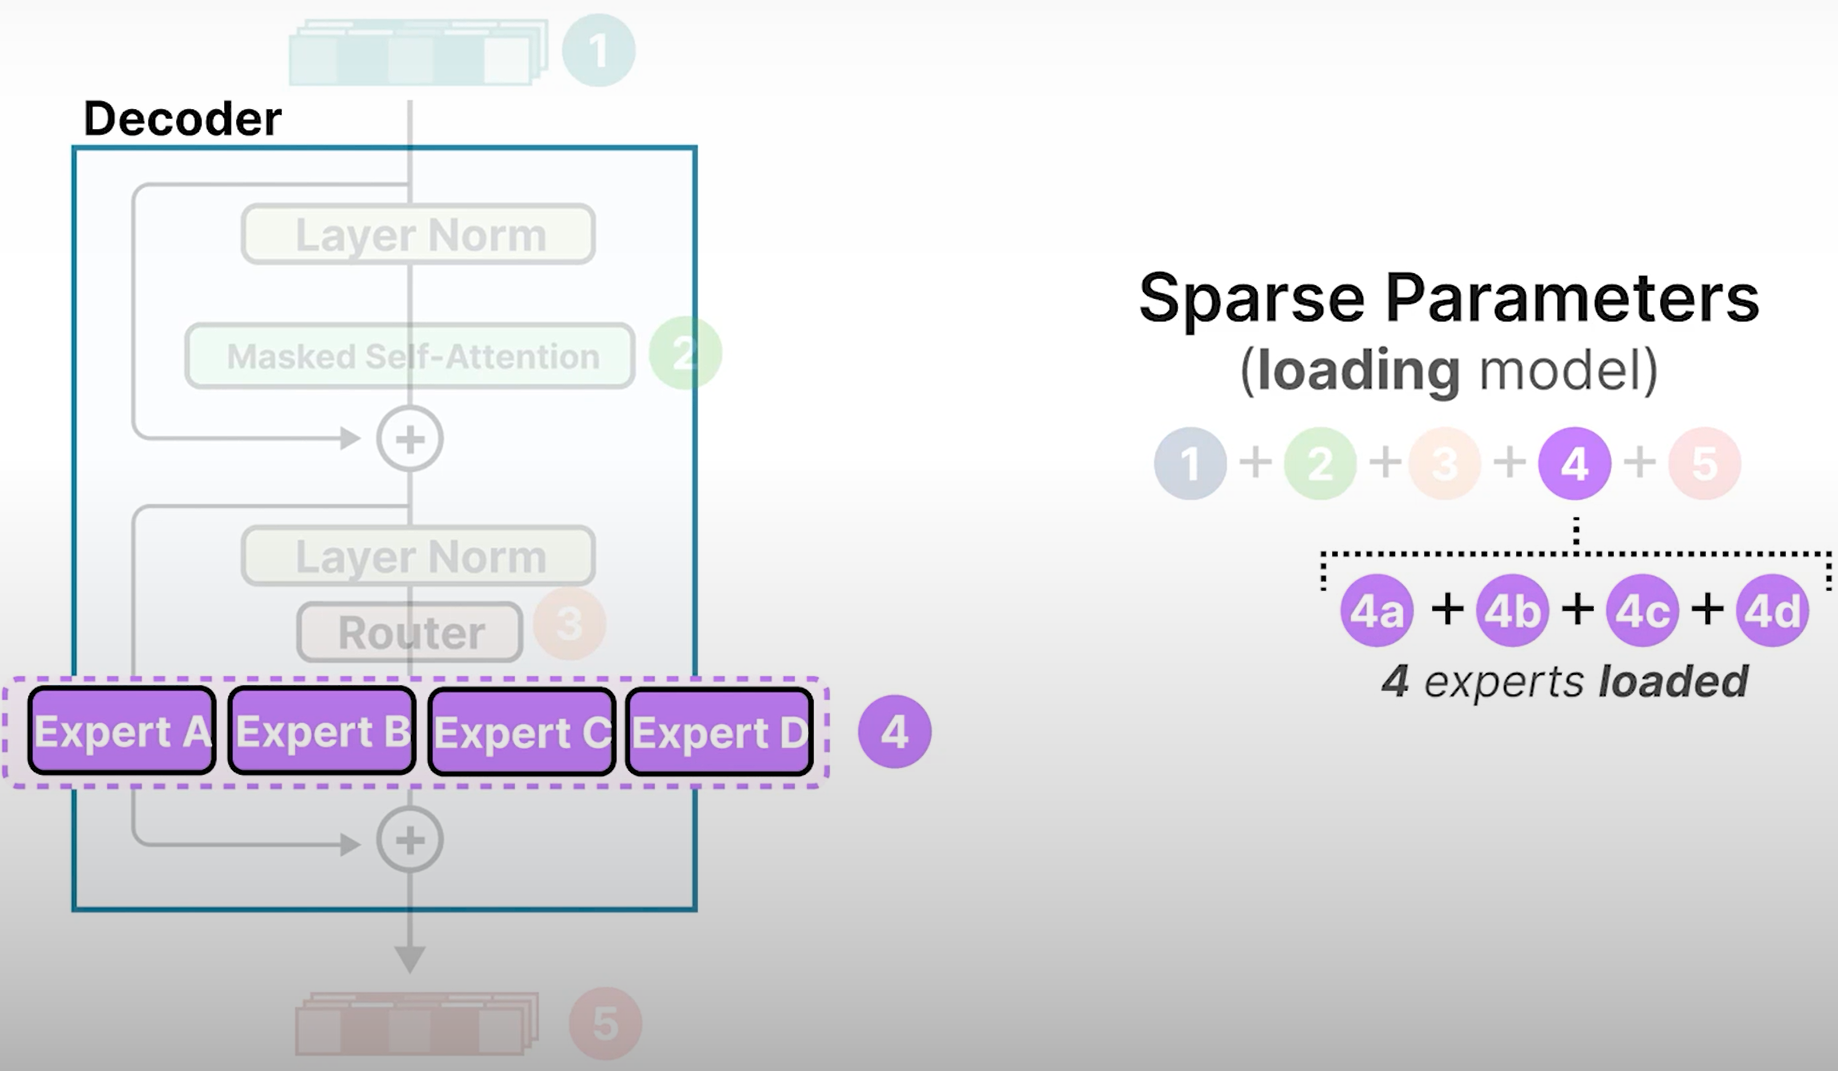 1
Decoder
Layer Norm
Masked Self-Attention
2
Layer Norm
Router
3
Expert A
Expert B
Expert C
Expert D
4
5
Sparse Parameters
(loading model)
1 + 2 + 3 + 4 + 5
4a + 4b + 4c + 4d
4 experts loaded